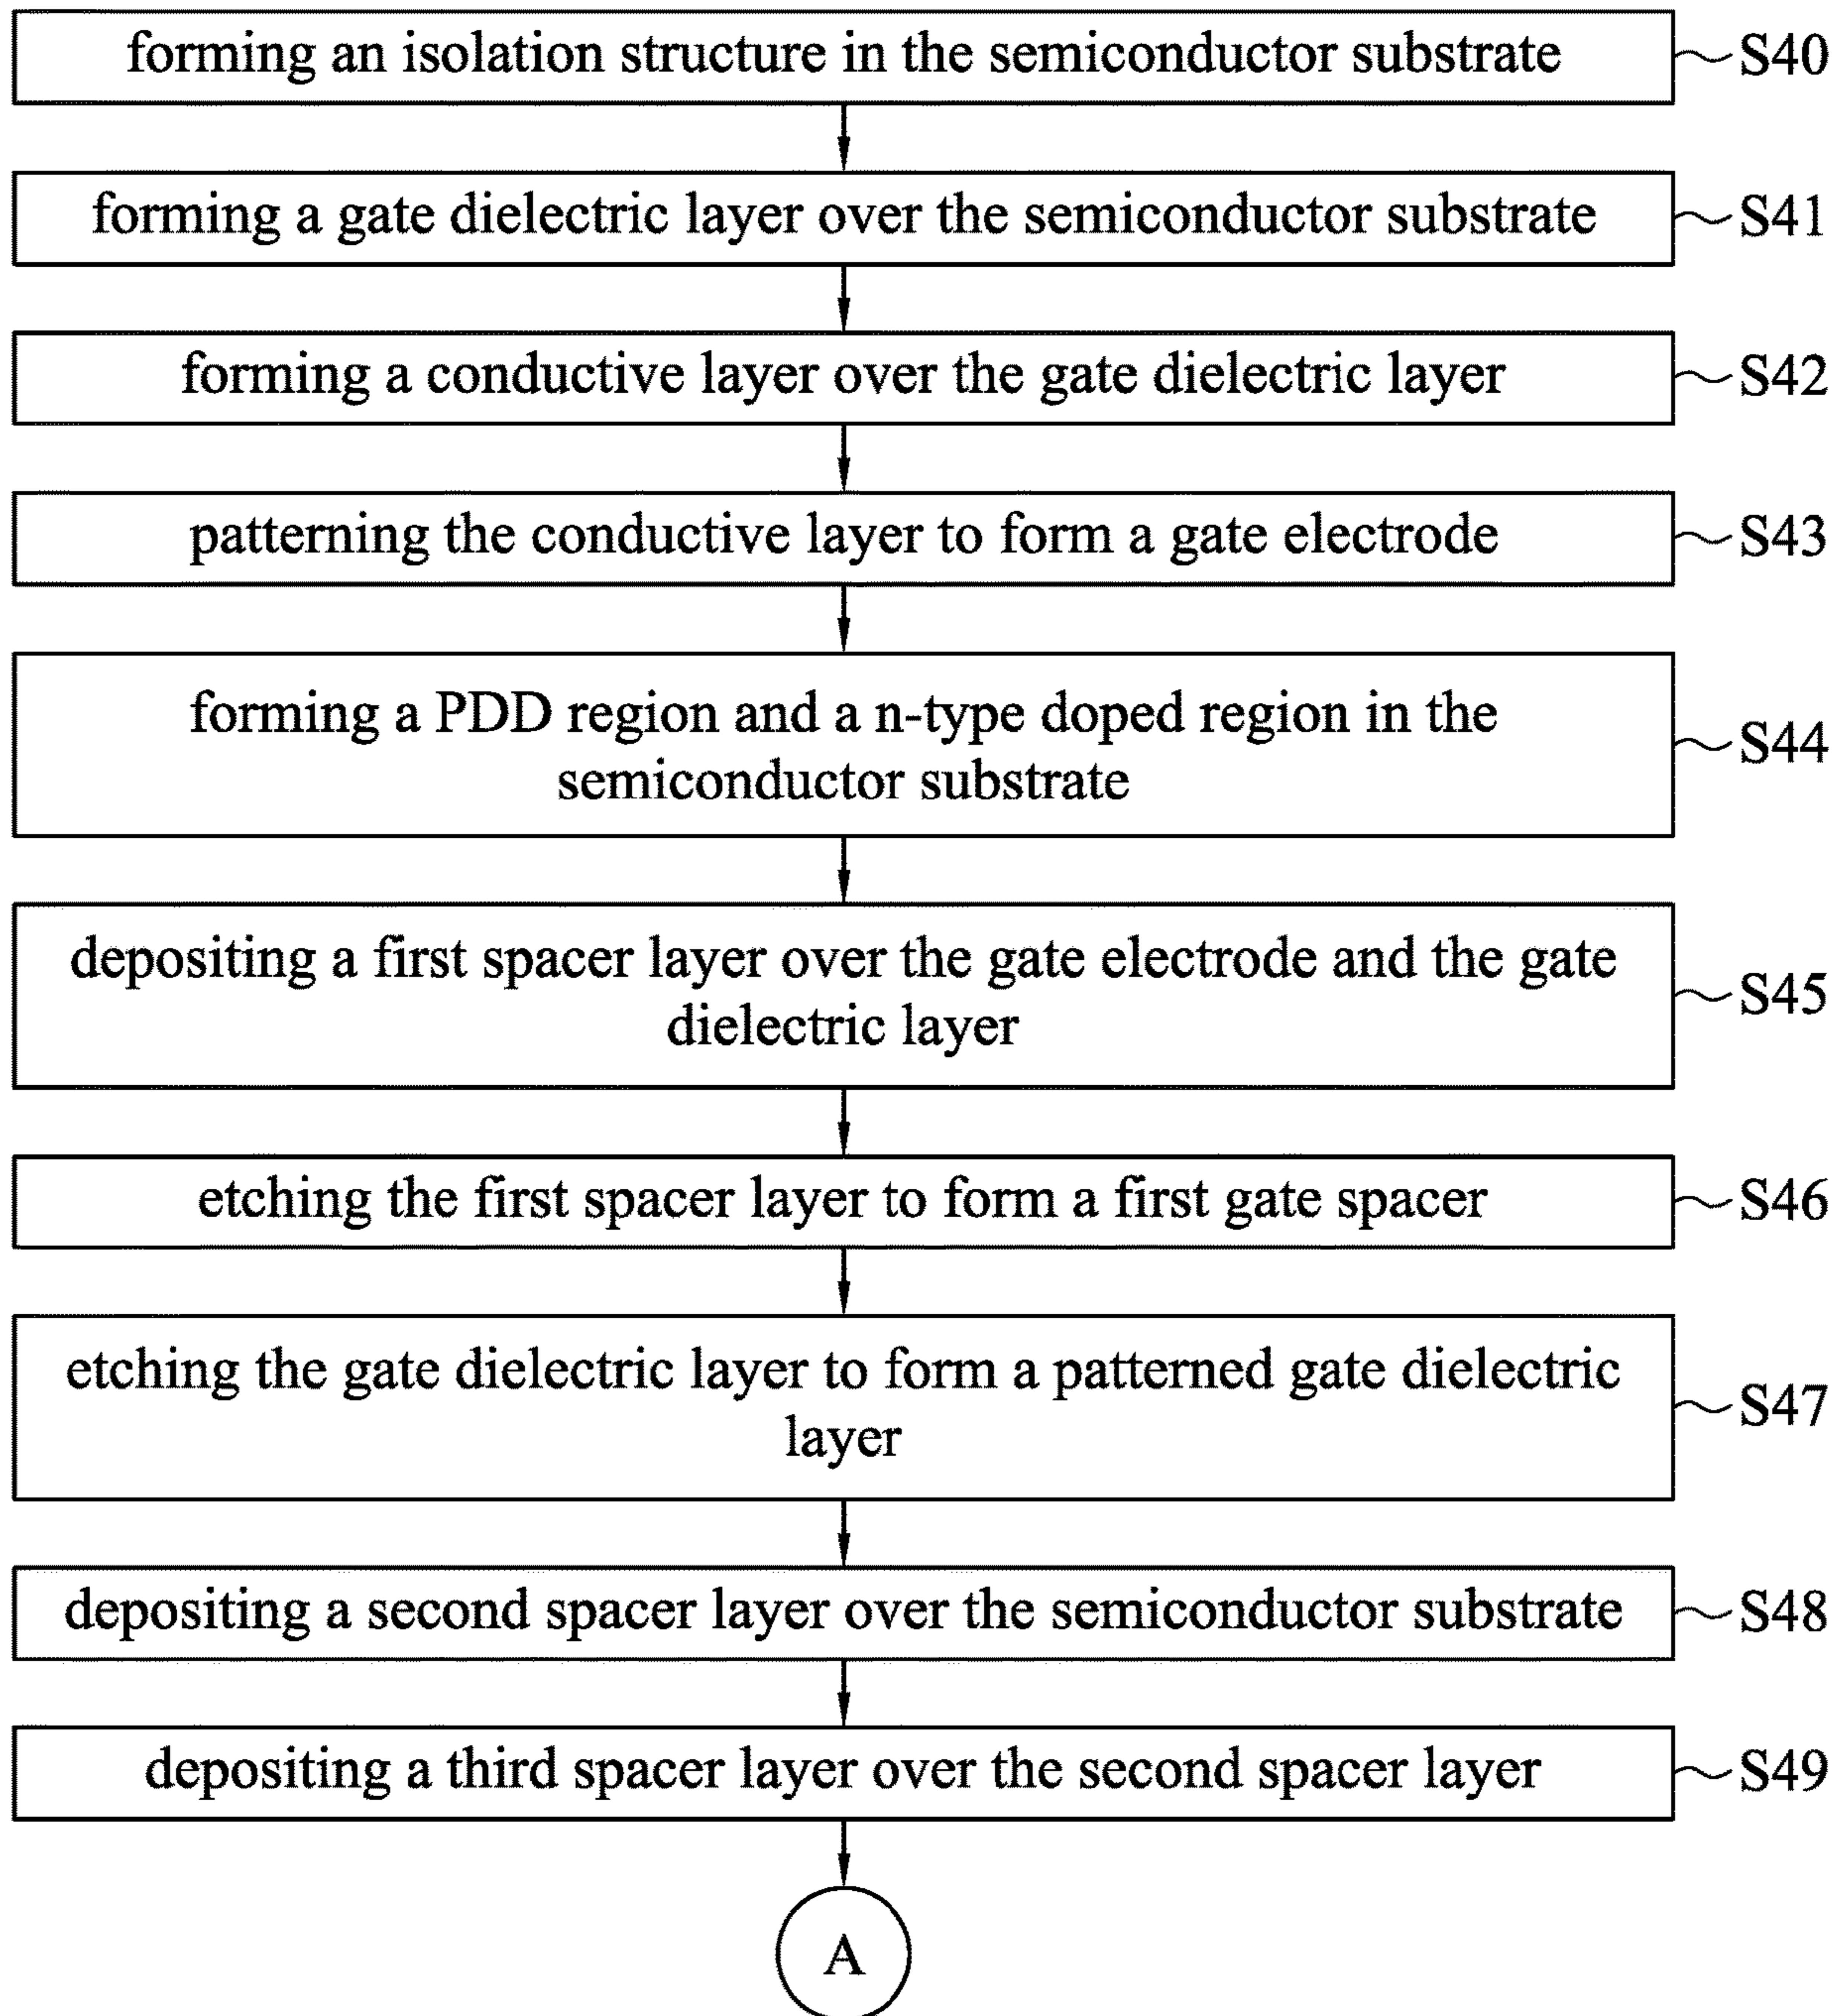 forming an isolation structure in the semiconductor substrate
S40
forming a gate dielectric layer over the semiconductor substrate
S41
forming a conductive layer over the gate dielectric layer
S42
patterning the conductive layer to form a gate electrode
S43
forming a PDD region and a n-type doped region in the
semiconductor substrate
S44
depositing a first spacer layer over the gate electrode and the gate
dielectric layer
S45
etching the first spacer layer to form a first gate spacer
S46
etching the gate dielectric layer to form a patterned gate dielectric
layer
S47
depositing a second spacer layer over the semiconductor substrate
S48
depositing a third spacer layer over the second spacer layer
S49
A